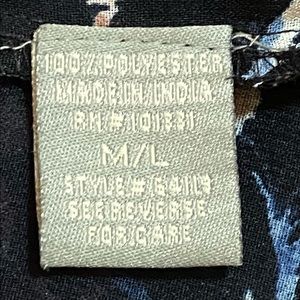 100% POLYESTER
MADE IN INDIA
RN#101331
M/L
STYLE# 64113
SEE REVERSE
FOR CARE